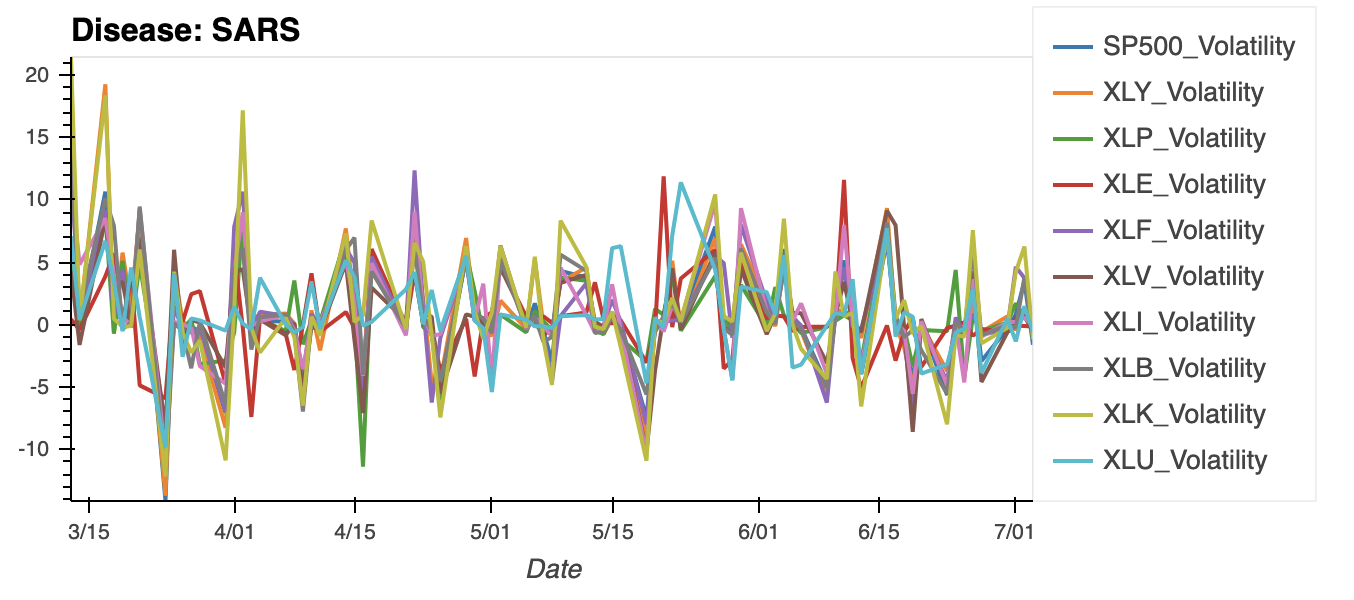 Disease: SARS
20
15
10
5
0
-5
-10
3/15 4/01 4/15 5/01 5/15 6/01 6/15 7/01
Date
SP500_Volatility
XLY_Volatility
XLP_Volatility
XLE_Volatility
XLF_Volatility
XLV_Volatility
XLI_Volatility
XLB_Volatility
XLK_Volatility
XLU_Volatility